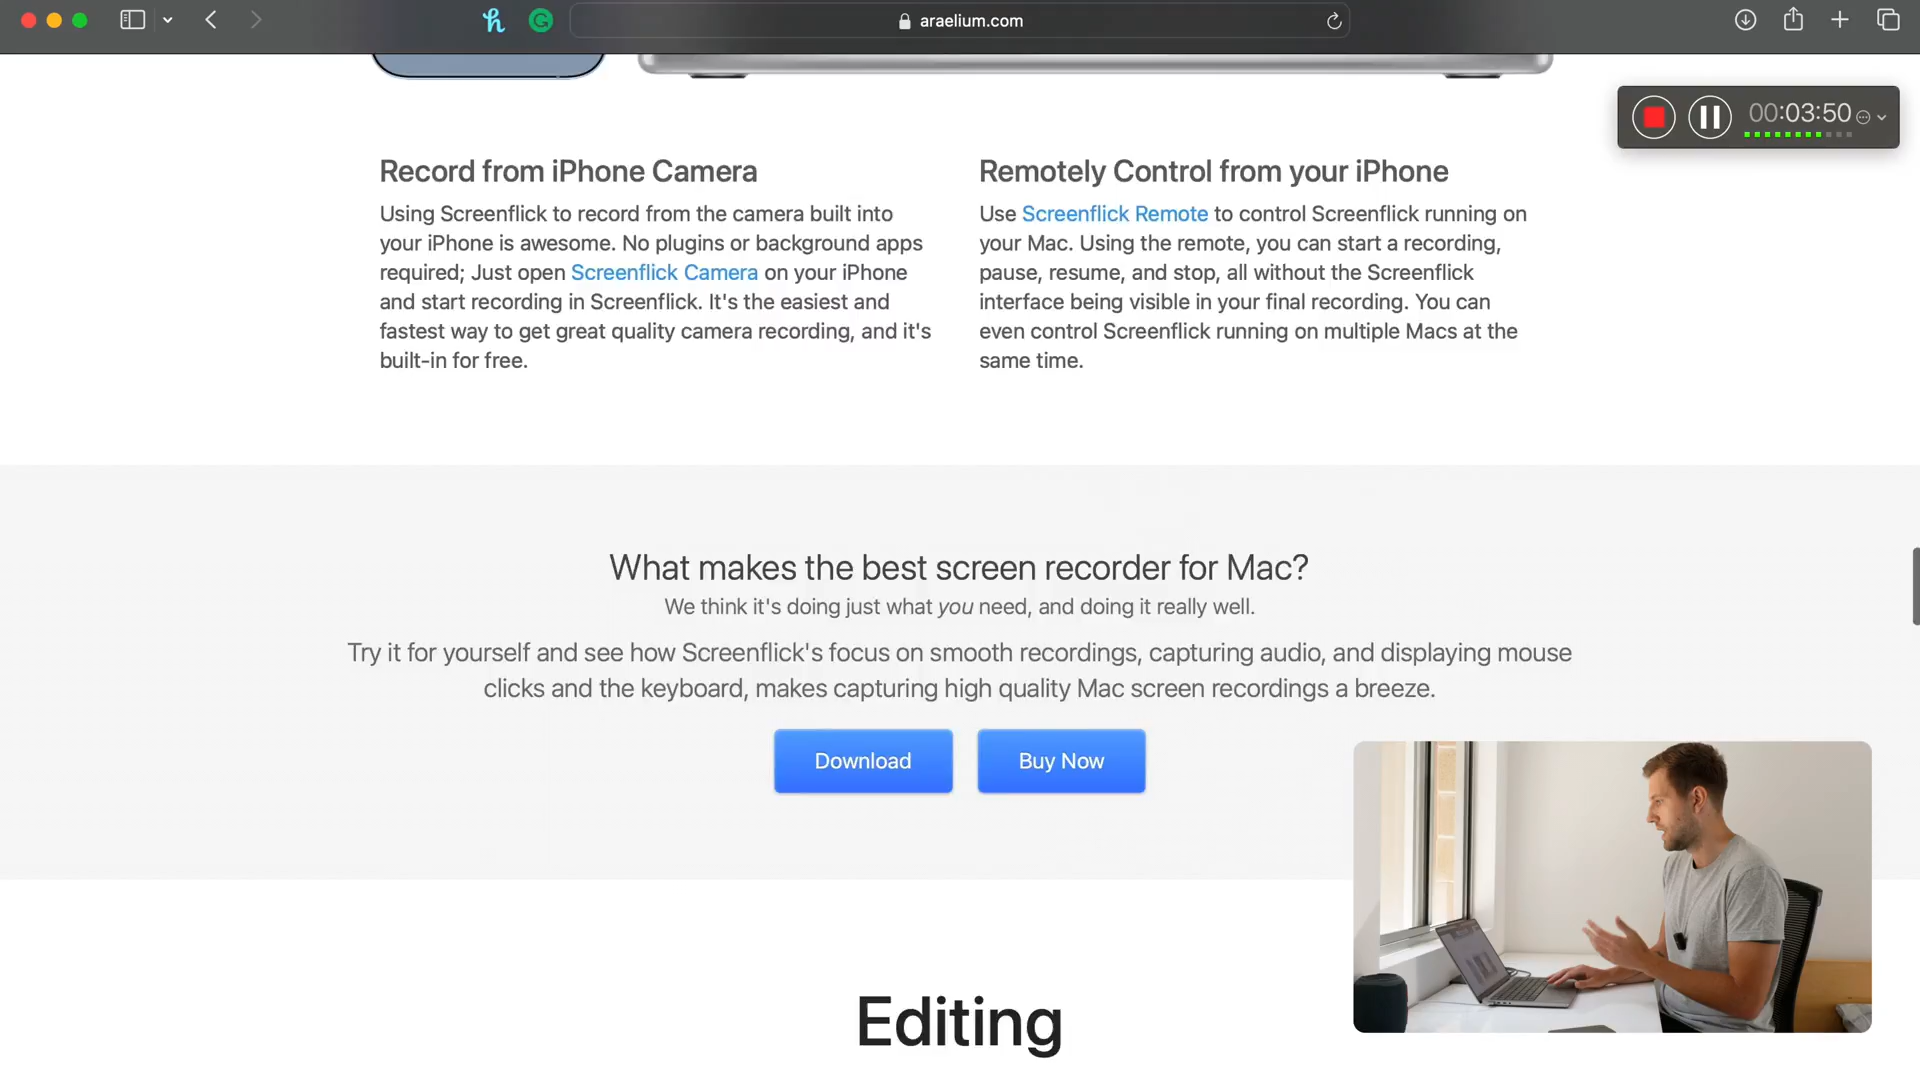 araelium.com
00:03:50
Record from iPhone Camera
Using Screenflick to record from the camera built into
your iPhone is awesome. No plugins or background apps
required; Just open Screenflick Camera on your iPhone
and start recording in Screenflick. It's the easiest and
fastest way to get great quality camera recording, and it's
built-in for free.
Remotely Control from your iPhone
Use Screenflick Remote to control Screenflick running on
your Mac. Using the remote, you can start a recording,
pause, resume, and stop, all without the Screenflick
interface being visible in your final recording. You can
even control Screenflick running on multiple Macs at the
same time.
What makes the best screen recorder for Mac?
We think it's doing just what you need, and doing it really well.
Try it for yourself and see how Screenflick's focus on smooth recordings, capturing audio, and displaying mouse
clicks and the keyboard, makes capturing high quality Mac screen recordings a breeze.
Download
Buy Now
Editing